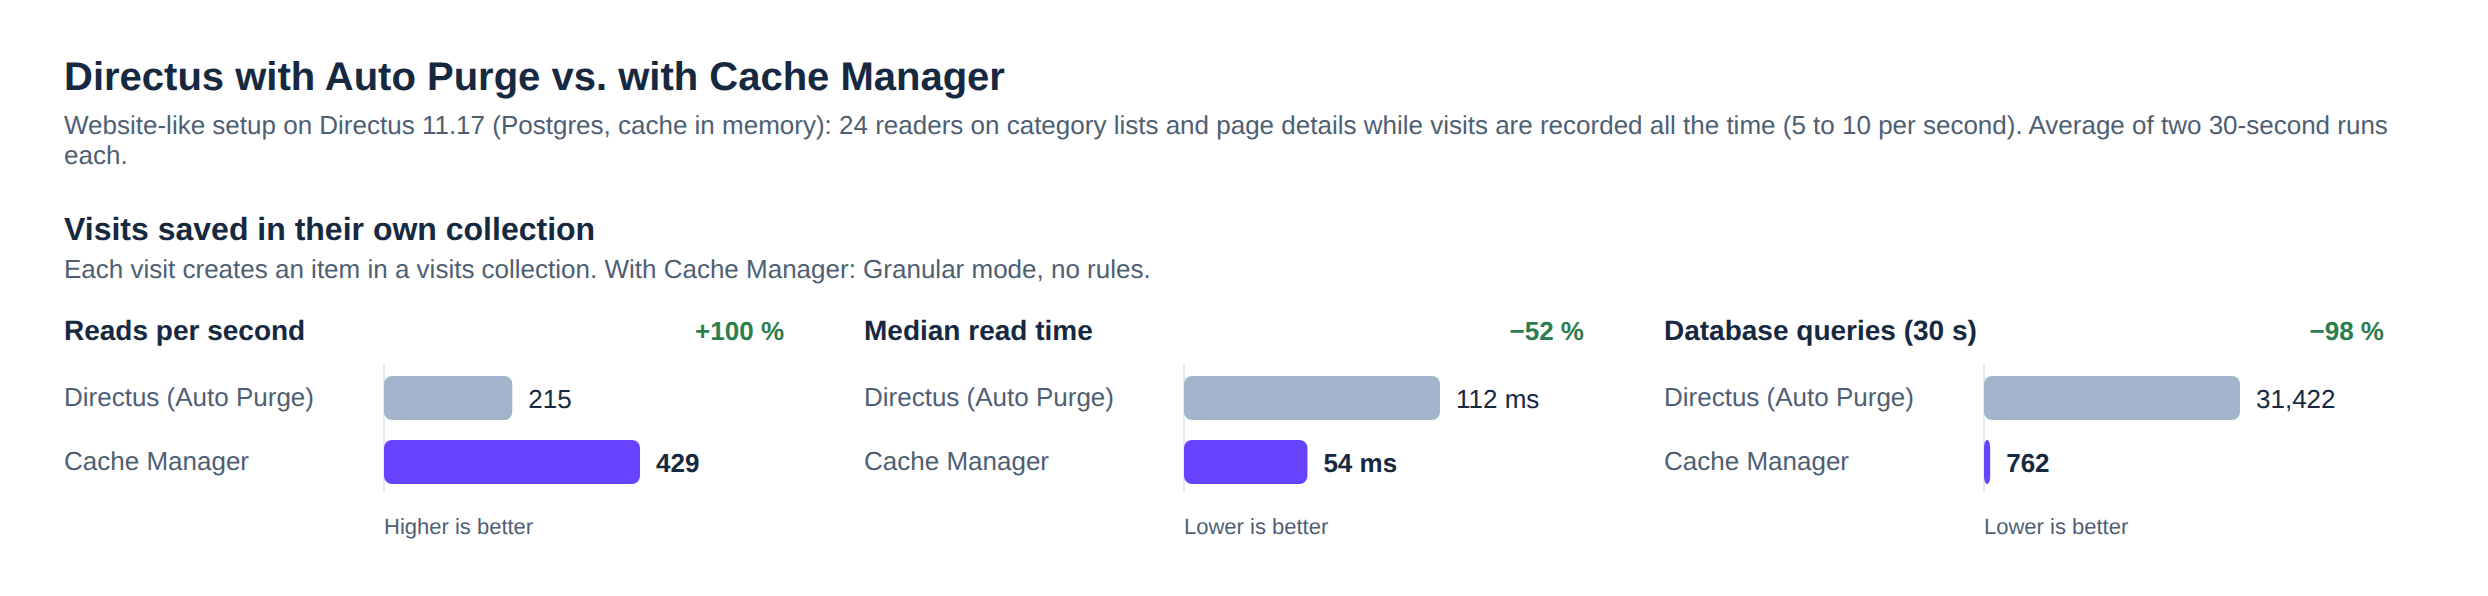 Directus with Auto Purge vs. with Cache Manager
Website-like setup on Directus 11.17 (Postgres, cache in memory): 24 readers on category lists and page details while visits are recorded all the time (5 to 10 per second). Average of two 30-second runs
each.
Visits saved in their own collection
Each visit creates an item in a visits collection. With Cache Manager: Granular mode, no rules.
Reads per second +100 %
Directus (Auto Purge) 215
Cache Manager 429
Higher is better
Median read time −52 %
Directus (Auto Purge) 112 ms
Cache Manager 54 ms
Lower is better
Database queries (30 s) −98 %
Directus (Auto Purge) 31,422
Cache Manager 762
Lower is better